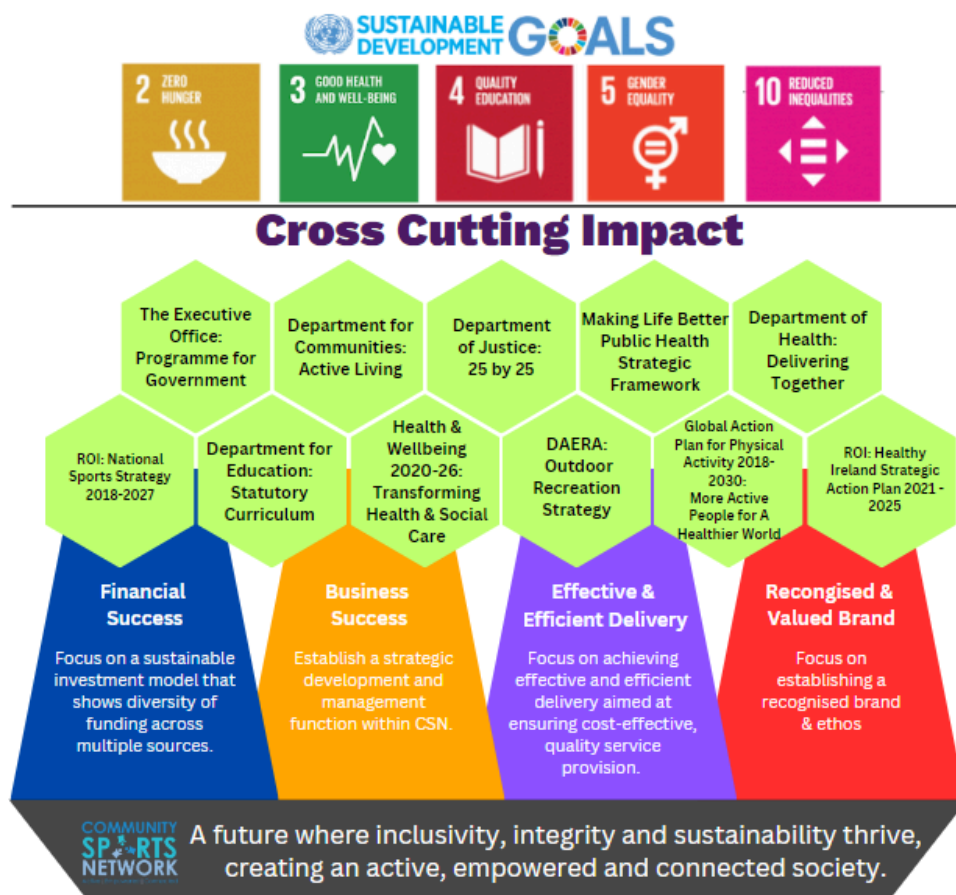 SUSTAINABLE
DEVELOPMENT
GOALS
2 ZERO
HUNGER
3 GOOD HEALTH
AND WELL-BEING
4 QUALITY
EDUCATION
5 GENDER
EQUALITY
10 REDUCED
INEQUALITIES
Cross Cutting Impact
The Executive
Office:
Programme for
Government
Department for
Communities:
Active Living
Department
of Justice:
25 by 25
Making Life Better
Public Health
Strategic
Framework
Department of
Health:
Delivering
Together
ROI: National
Sports Strategy
2018-2027
Department for
Education:
Statutory
Curriculum
Health &
Wellbeing
2020-26:
Transforming
Health & Social
Care
DAERA:
Outdoor
Recreation
Strategy
Global Action
Plan for Physical
Activity 2018-
2030:
More Active
People for A
Healthier World
ROI: Healthy
Ireland Strategic
Action Plan 2021 -
2025
Financial
Success
Focus on a sustainable
investment model that
shows diversity of
funding across
multiple sources.
Business
Success
Establish a strategic
development and
management
function within CSN.
Effective &
Efficient Delivery
Focus on achieving
effective and efficient
delivery aimed at
ensuring cost-effective,
quality service
provision.
Recongised &
Valued Brand
Focus on
establishing a
recognised brand
& ethos
COMMUNITY
SPORTS
NETWORK
A future where inclusivity, integrity and sustainability thrive,
creating an active, empowered and connected society.